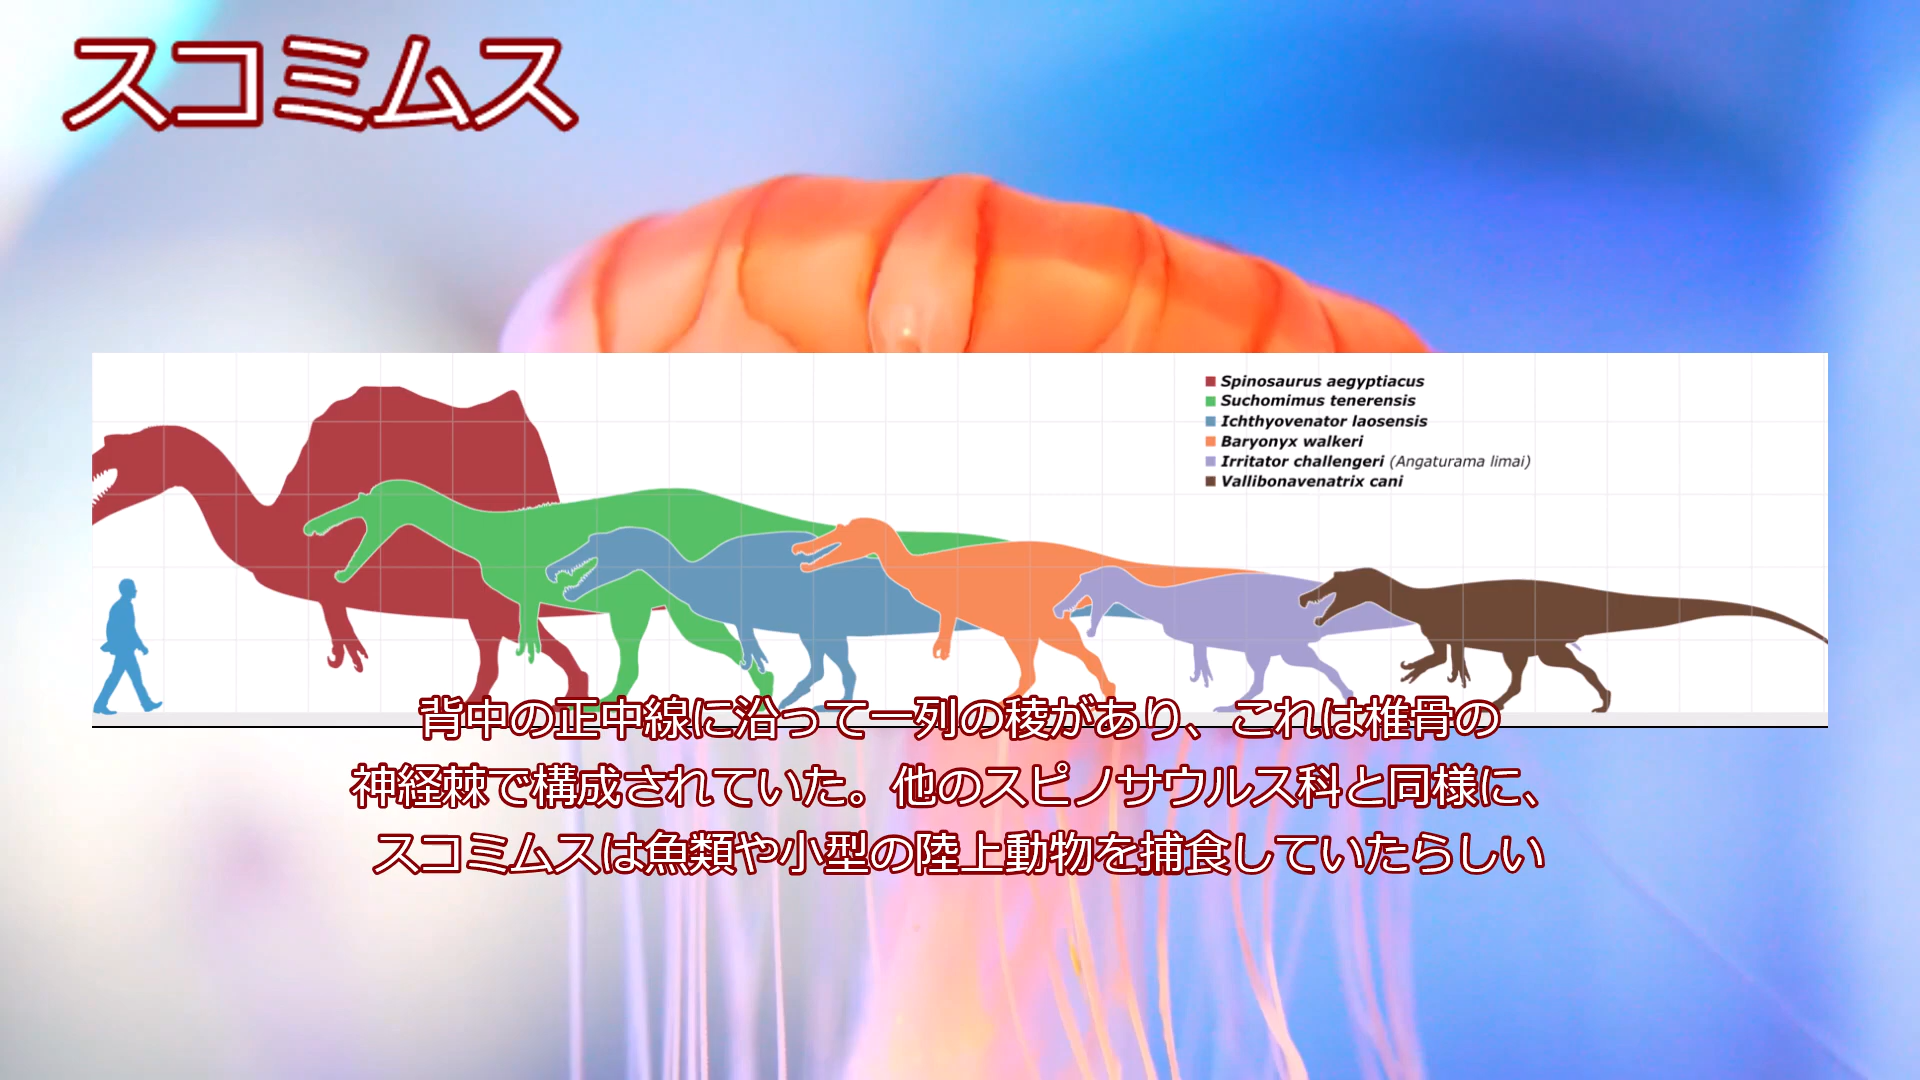 スコミムス
Spinosaurus aegyptiacus
Suchomimus tenerensis
Ichthyovenator laosensis
Baryonyx walkeri
Irritator challengeri (Angaturama limai)
Vallibonavenatrix cani
背中の正中線に沿って一列の稜があり、これは椎骨の
神経棘で構成されていた。他のスピノサウルス科と同様に、
スコミムスは魚類や小型の陸上動物を捕食していたらしい